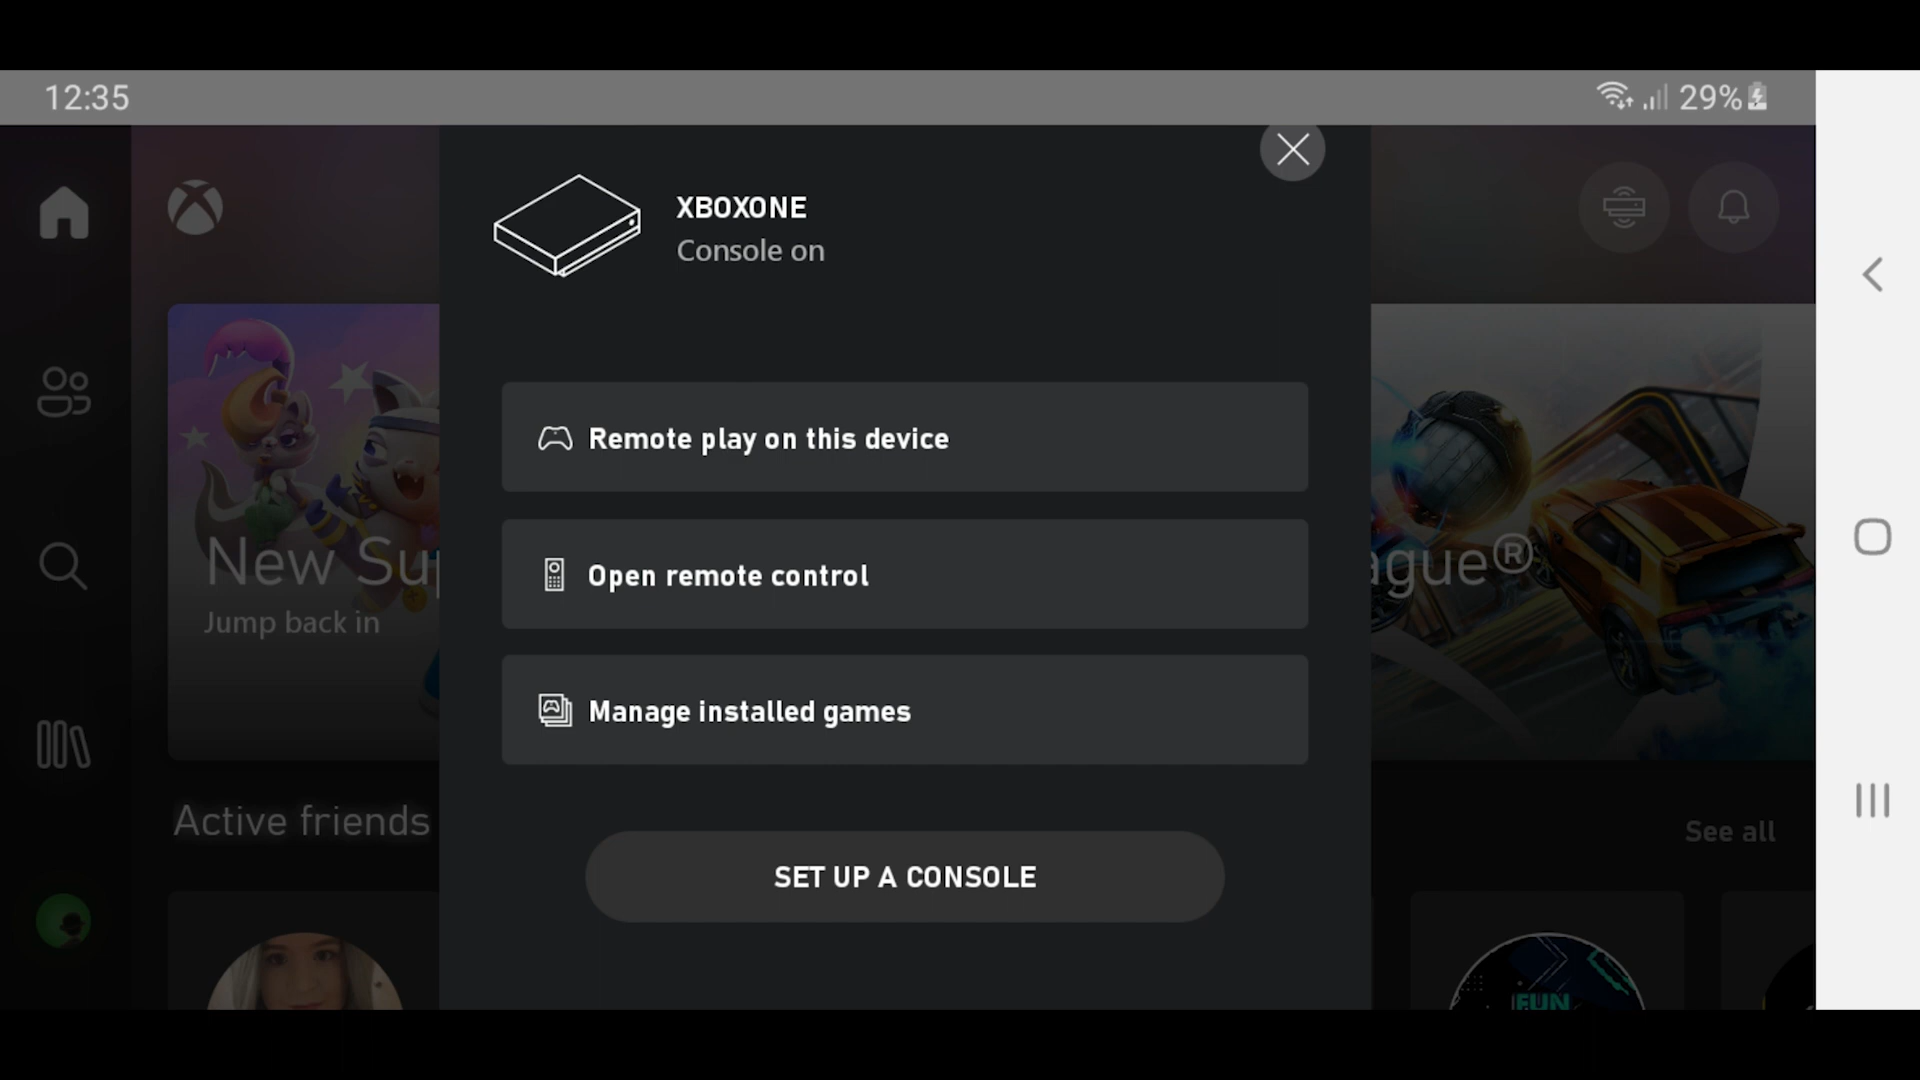 12:35
29%
XBOXONE
Console on
Remote play on this device
New Su
ague®
Open remote control
Jump back in
Manage installed games
Active friends
See all
SET UP A CONSOLE
FUN